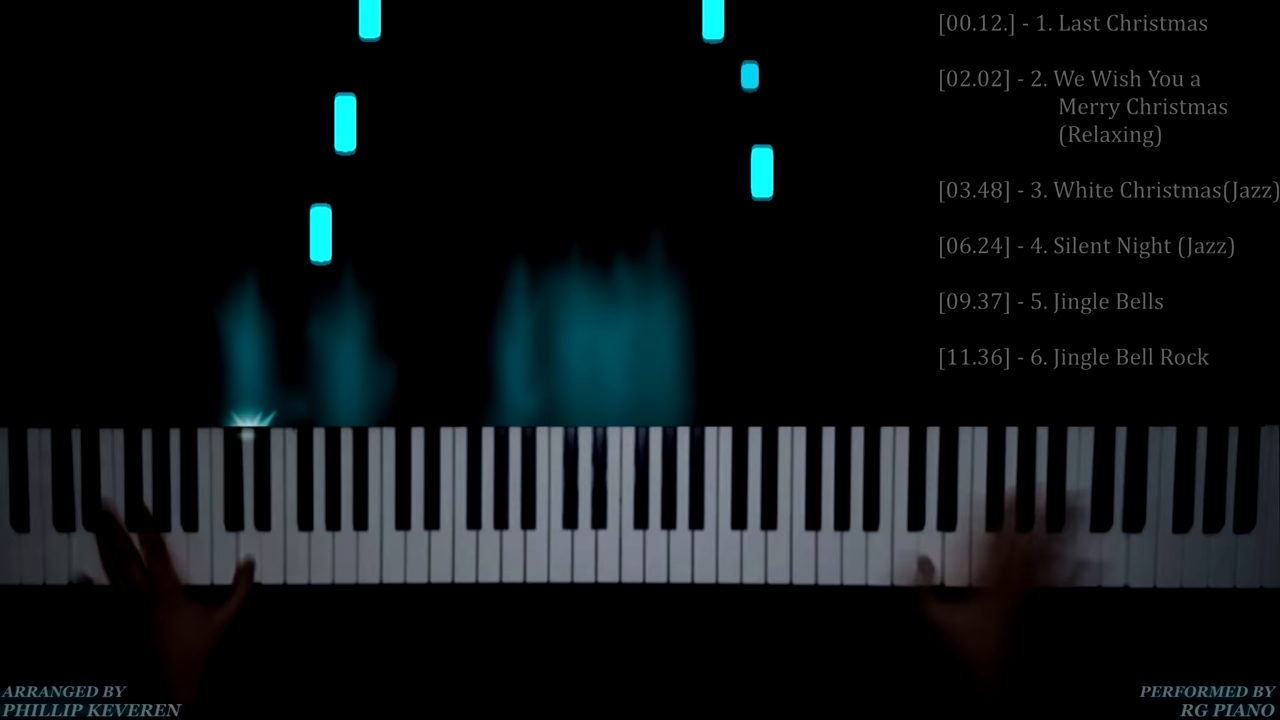 [00.12.] - 1. Last Christmas
[02.02] - 2. We Wish You a
Merry Christmas
(Relaxing)
[03.48] - 3. White Christmas(Jazz)
[06.24] - 4. Silent Night (Jazz)
[09.37] - 5. Jingle Bells
[11.36] - 6. Jingle Bell Rock
ARRANGED BY
PHILLIP KEVEREN
PERFORMED BY
RG PIANO